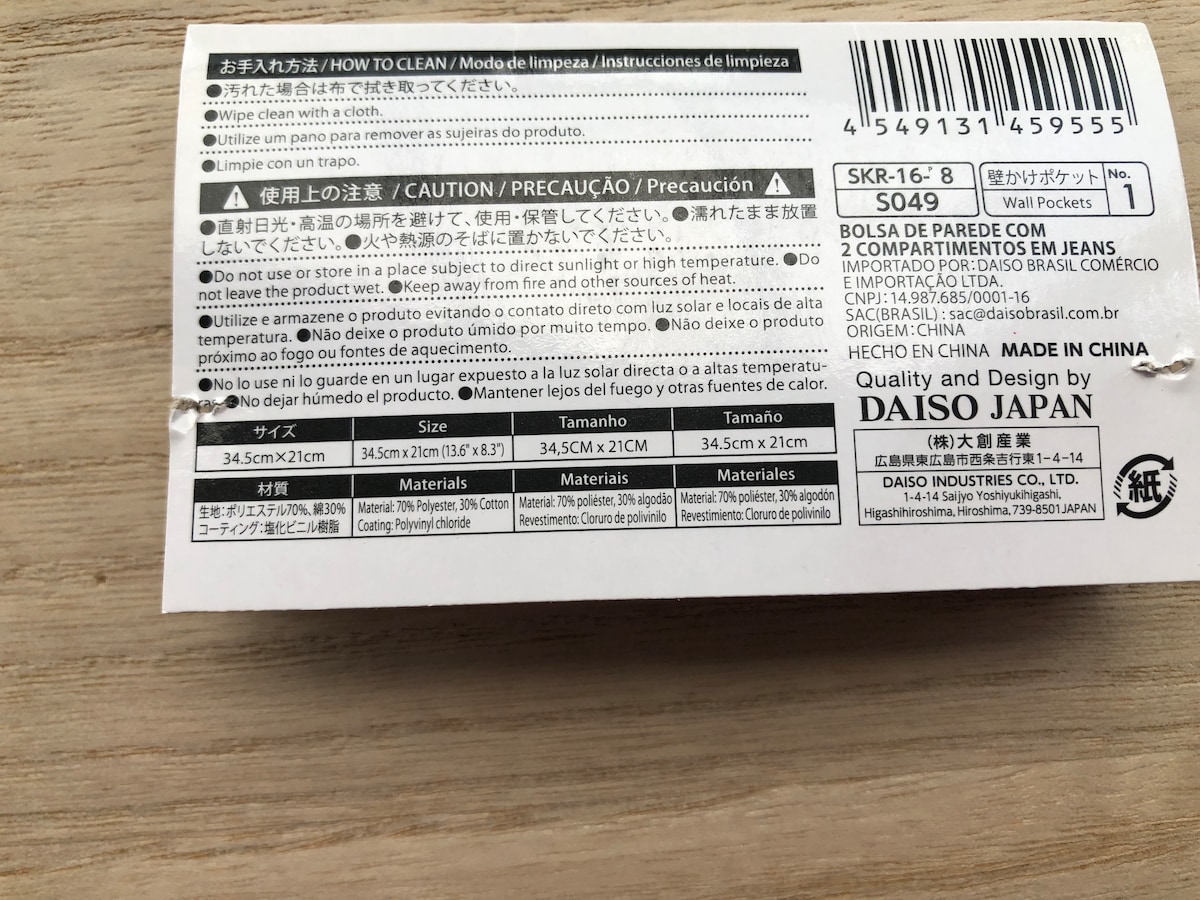 お手入れ方法/HOW TO CLEAN/Modo de limpeza/Instrucciones de limpieza
●汚れた場合は布で拭き取ってください。
●Wipe clean with a cloth.
●Utilize um pano para remover as sujeiras do produto.
●Limpie con un trapo.
使用上の注意 / CAUTION / PRECAUÇÃO / Precaución
●直射日光・高温の場所を避けて、使用・保管してください。●濡れたまま放置
しないでください。●火や熱源のそばに置かないでください。
●Do not use or store in a place subject to direct sunlight or high temperature. ●Do
not leave the product wet. ●Keep away from fire and other sources of heat.
●Utilize e armazene o produto evitando o contato direto com luz solar e locais de alta
temperatura. ●Não deixe o produto úmido por muito tempo. ●Não deixe o produto
próximo ao fogo ou fontes de aquecimento.
●No lo use ni lo guarde en un lugar expuesto a la luz solar directa o a altas temperatu-
ras. ●No dejar húmedo el producto. ●Mantener lejos del fuego y otras fuentes de calor.
サイズ Size Tamanho Tamaño
34.5cm×21cm 34.5cm x 21cm (13.6" x 8.3") 34,5CM x 21CM 34.5cm x 21cm
材質 Materials Materiais Materiales
生地:ポリエステル70%、綿30% Material: 70% Polyester, 30% Cotton Material: 70% poliéster, 30% algodão Material: 70% poliéster, 30% algodón
コーティング:塩化ビニル樹脂 Coating: Polyvinyl chloride Revestimento: Cloruro de polivinilo Revestimiento: Cloruro de polivinilo
4 549131 459555
SKR-16- 8
S049
壁かけポケット No.
Wall Pockets 1
BOLSA DE PAREDE COM
2 COMPARTIMENTOS EM JEANS
IMPORTADO POR:DAISO BRASIL COMÉRCIO
E IMPORTAÇÃO LTDA.
CNPJ:14.987.685/0001-16
SAC(BRASIL) : sac@daisobrasil.com.br
ORIGEM:CHINA
HECHO EN CHINA MADE IN CHINA
Quality and Design by
DAISO JAPAN
(株)大創産業
広島県東広島市西条吉行東1-4-14
DAISO INDUSTRIES CO., LTD.
1-4-14 Saijyo Yoshiyukihigashi,
Higashihiroshima, Hiroshima, 739-8501JAPAN
紙